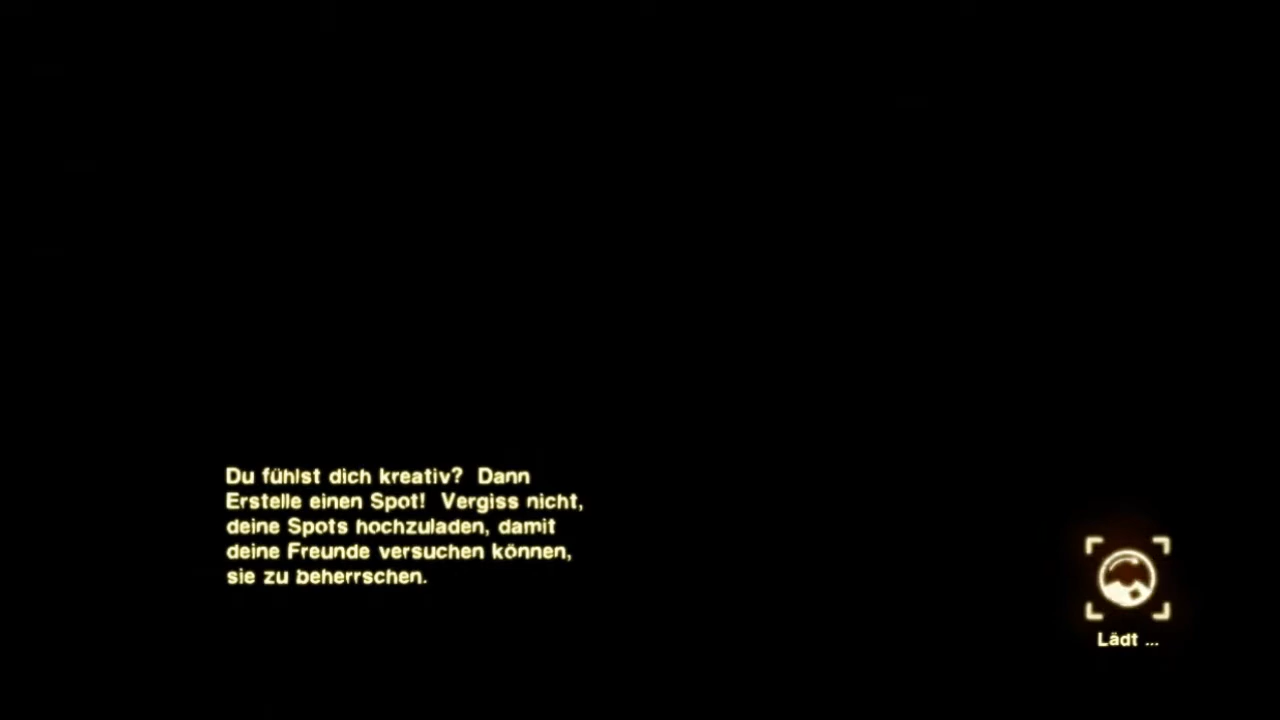 Du fühlst dich kreativ?  Dann
Erstelle einen Spot!  Vergiss nicht,
deine Spots hochzuladen, damit
deine Freunde versuchen können,
sie zu beherrschen.
Lädt ...